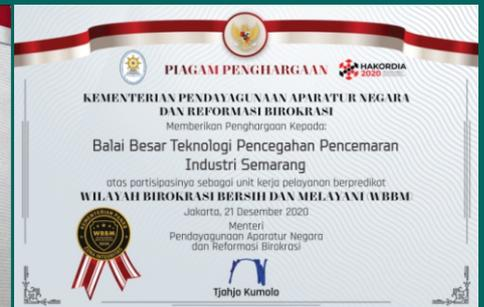 PIAGAM PENGHARGAAN
HAKORDIA
2020
KEMENTERIAN PENDAYAGUNAAN APARATUR NEGARA
DAN REFORMASI BIROKRASI
Memberikan Penghargaan Kepada:
Balai Besar Teknologi Pencegahan Pencemaran
Industri Semarang
atas partisipasinya sebagai unit kerja pelayanan berpredikat
WILAYAH BIROKRASI BERSIH DAN MELAYANI (WBBM)
Jakarta, 21 Desember 2020
Menteri
Pendayagunaan Aparatur Negara
dan Reformasi Birokrasi
WBBM
Tjahjo Kumolo